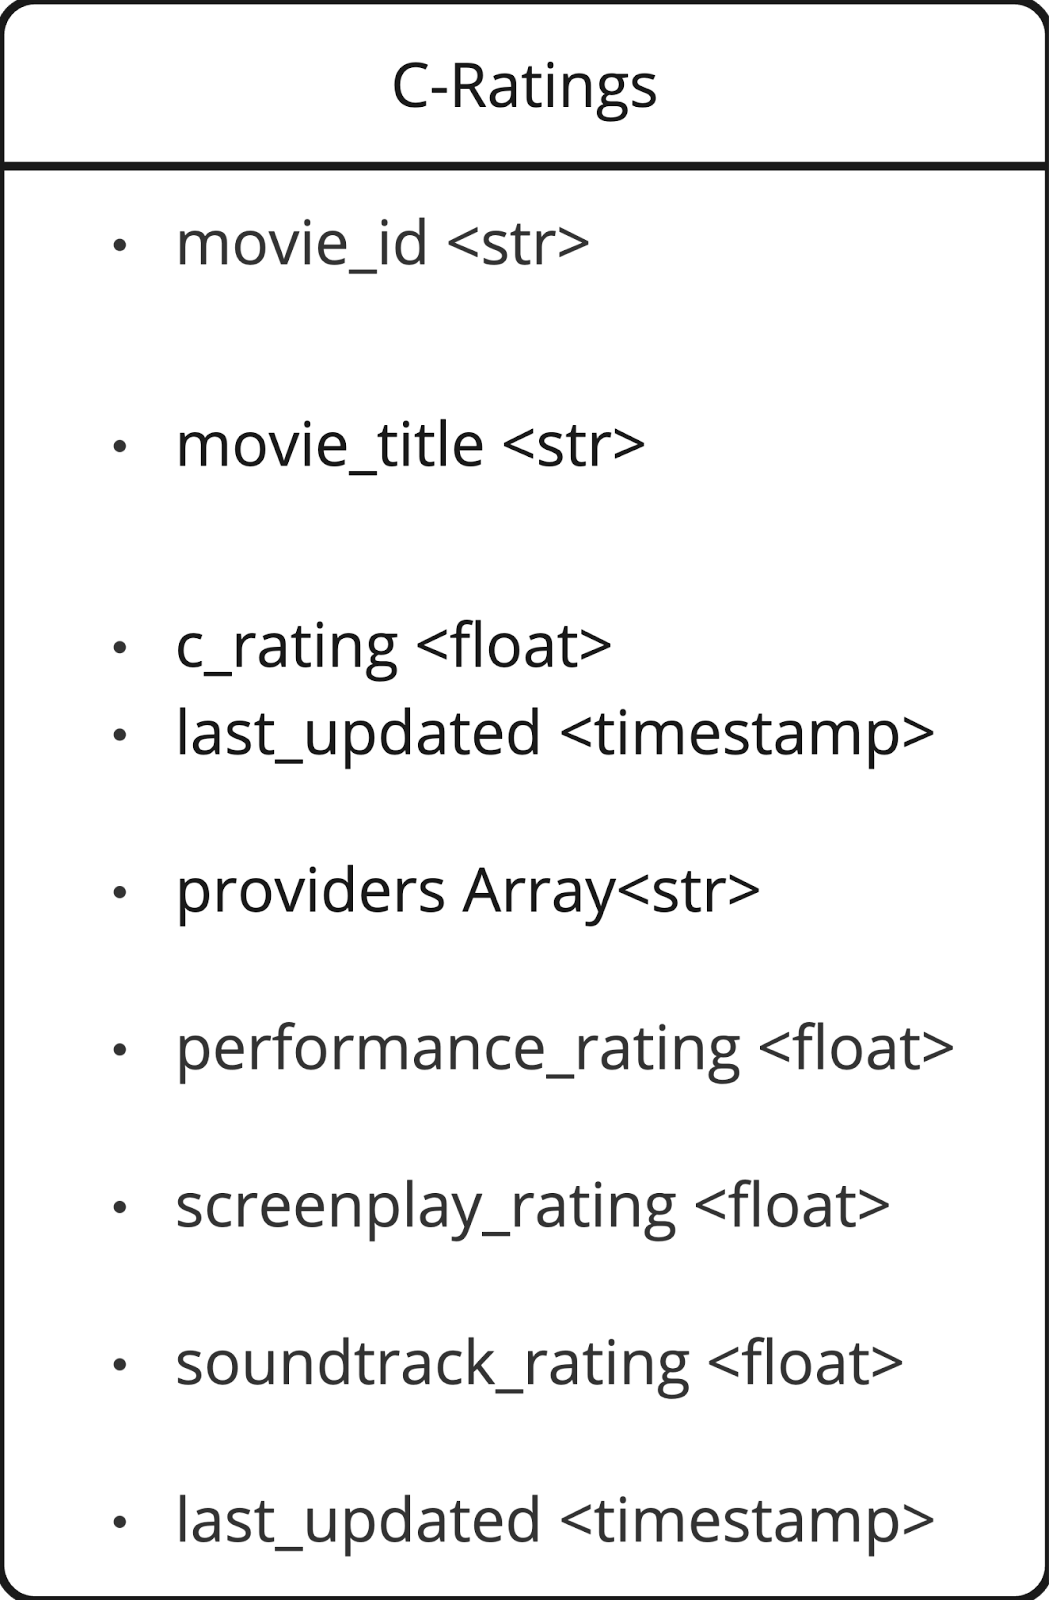 C-Ratings
• movie_id <str>
• movie_title <str>
• c_rating <float>
• last_updated <timestamp>
• providers Array<str>
• performance_rating <float>
• screenplay_rating <float>
• soundtrack_rating <float>
• last_updated <timestamp>